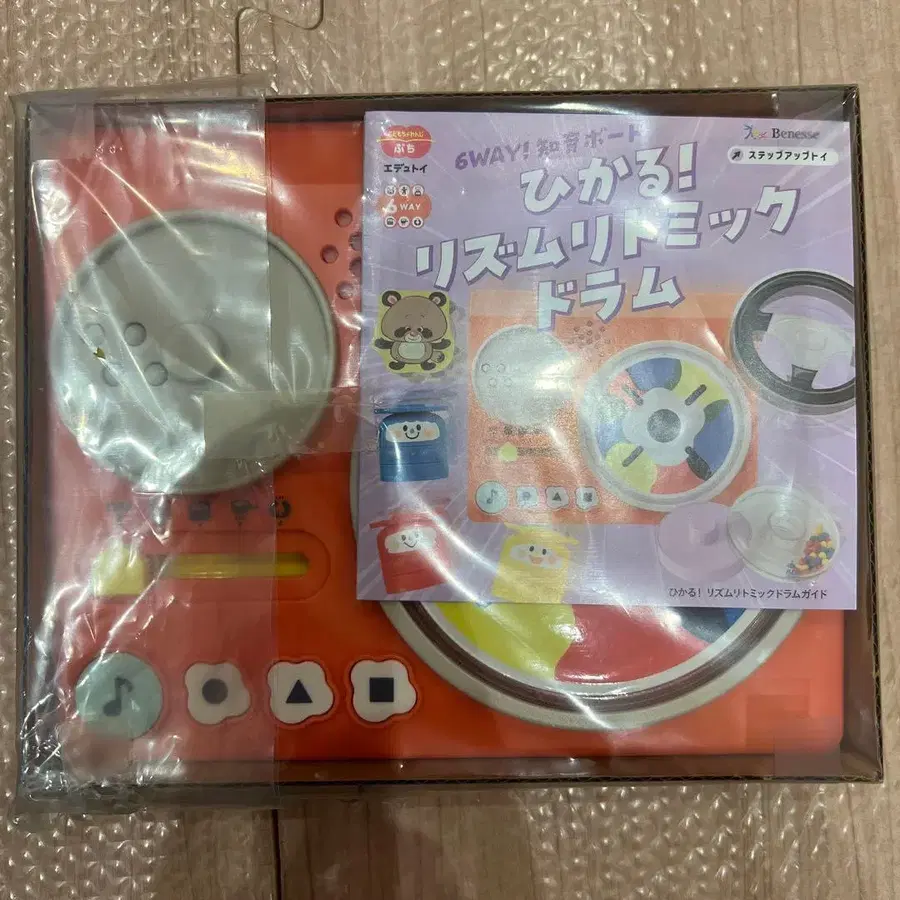 こどもちゃれんじ
ぷち
エデュトイ
6 WAY
6WAY! 知育ボード
ひかる!
リズムリトミック
ドラム
Benesse
ステップアップトイ
ひかる! リズムリトミックドラムガイド